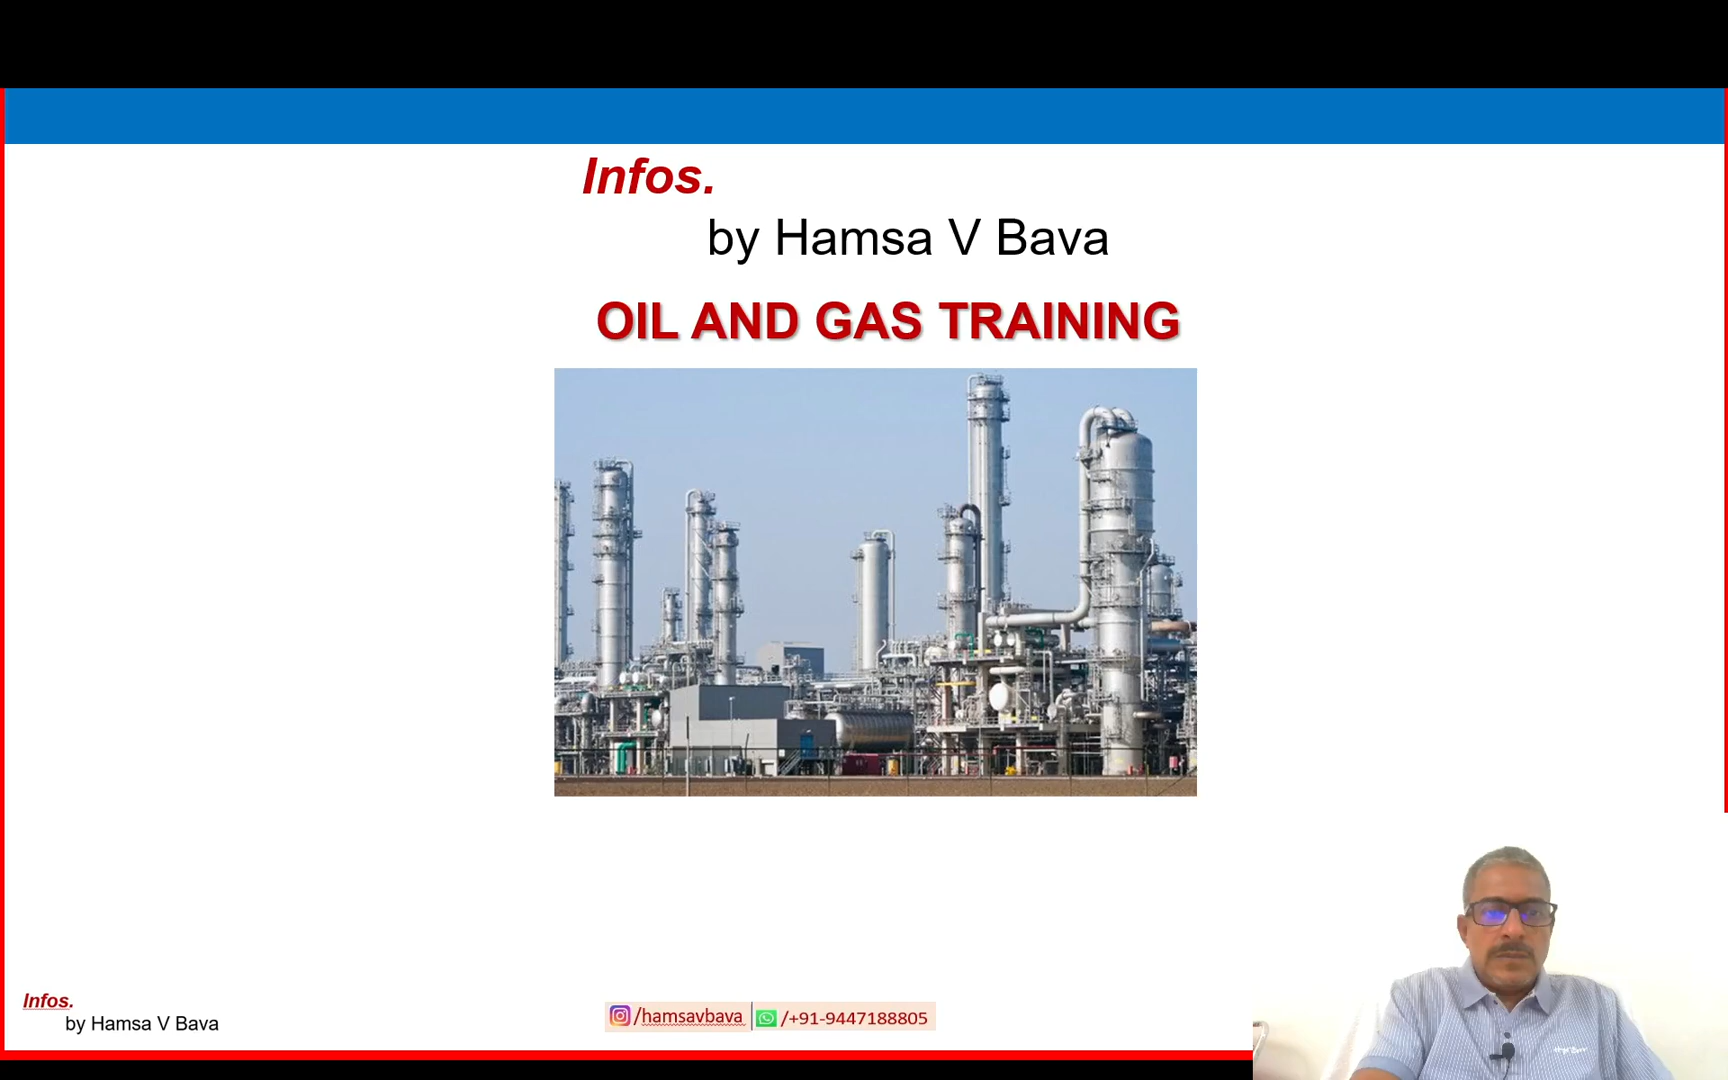 Infos.
by Hamsa V Bava
OIL AND GAS TRAINING
Infos.
by Hamsa V Bava
/hamsavbava /+91-9447188805